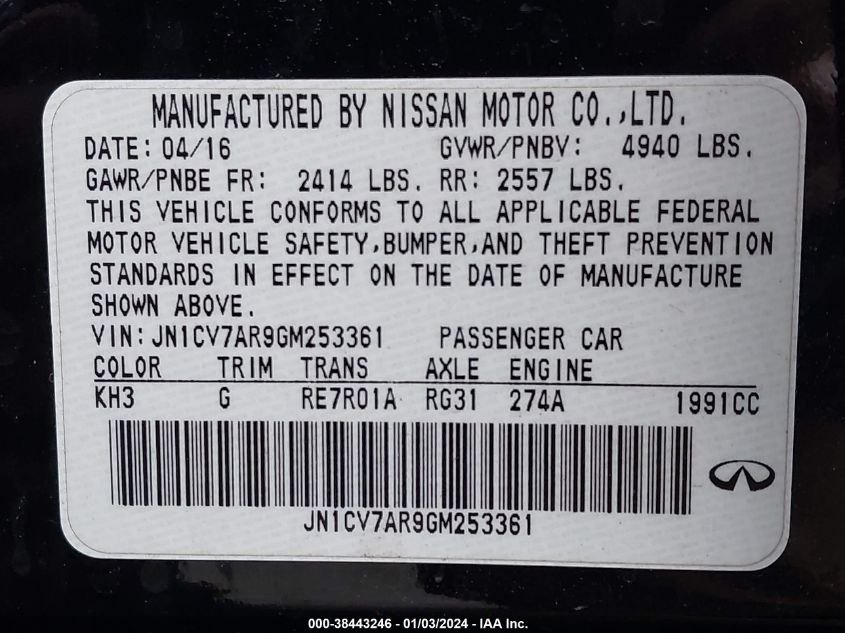 MANUFACTURED BY NISSAN MOTOR CO.,LTD.
DATE: 04/16 GVWR/PNBV: 4940 LBS.
GAWR/PNBE FR: 2414 LBS. RR: 2557 LBS.
THIS VEHICLE CONFORMS TO ALL APPLICABLE FEDERAL
MOTOR VEHICLE SAFETY,BUMPER,AND THEFT PREVENTION
STANDARDS IN EFFECT ON THE DATE OF MANUFACTURE
SHOWN ABOVE.
VIN:JN1CV7AR9GM253361 PASSENGER CAR
COLOR TRIM TRANS AXLE ENGINE
KH3 G RE7R01A RG31 274A 1991CC
JN1CV7AR9GM253361
000-38443246 - 01/03/2024 - IAA Inc.